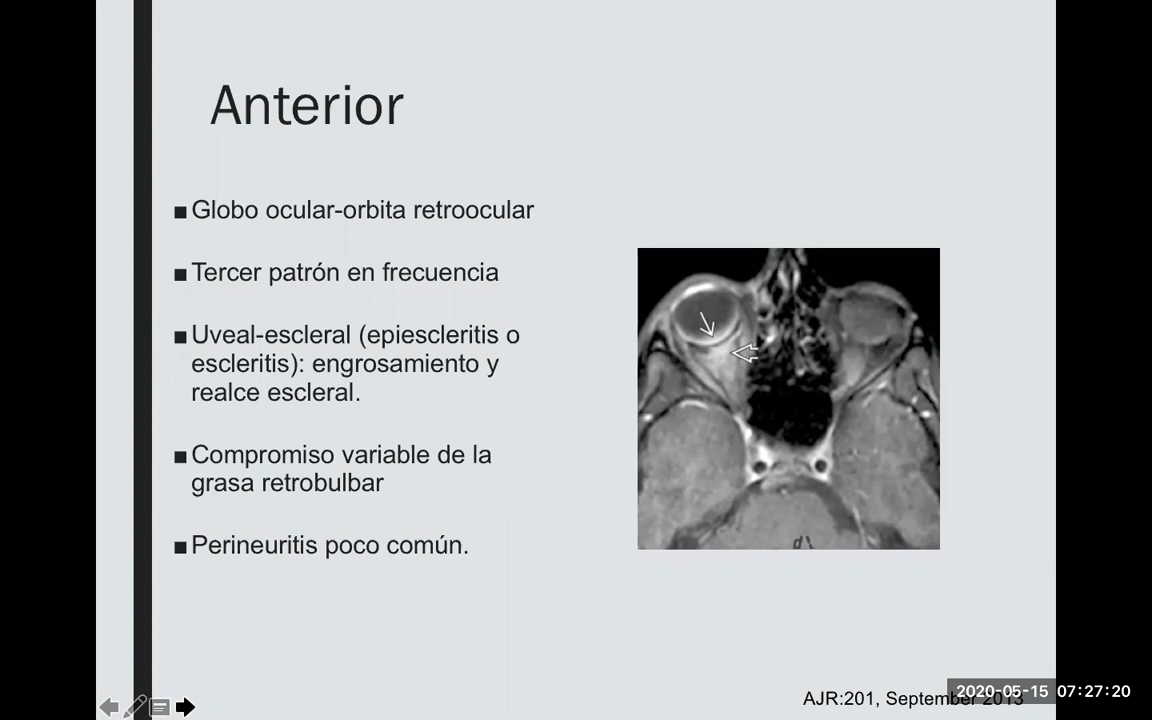 Anterior
■ Globo ocular-orbita retroocular
■ Tercer patrón en frecuencia
■ Uveal-escleral (epiescleritis o
escleritis): engrosamiento y
realce escleral.
■ Compromiso variable de la
grasa retrobulbar
■ Perineuritis poco común.
AJR:201, September 2013
2020-05-15 07:27:20